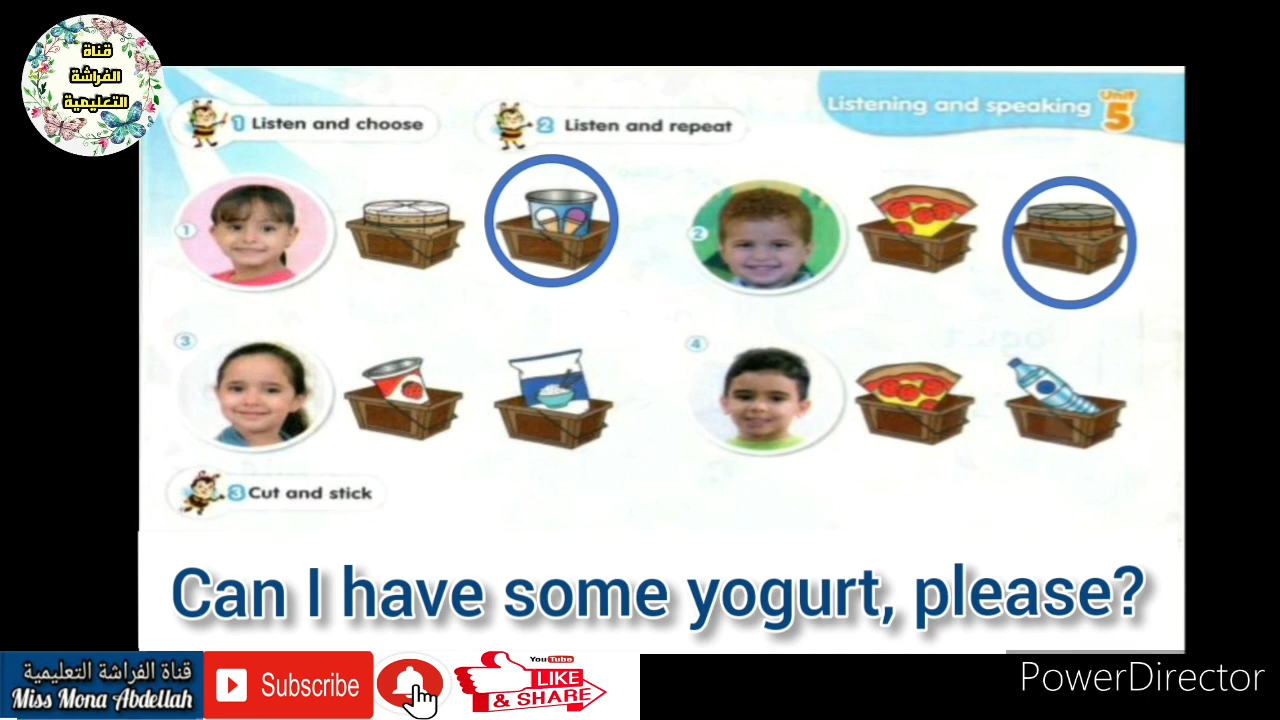 قناة
الفراشة
التعليمية
Listening and speaking
Unit
5
1 Listen and choose
2 Listen and repeat
1
2
3
4
3 Cut and stick
Can I have some yogurt, please?
قناة الفراشة التعليمية
Miss Mona Abdellah
Subscribe
YouTube
LIKE
& SHARE
PowerDirector